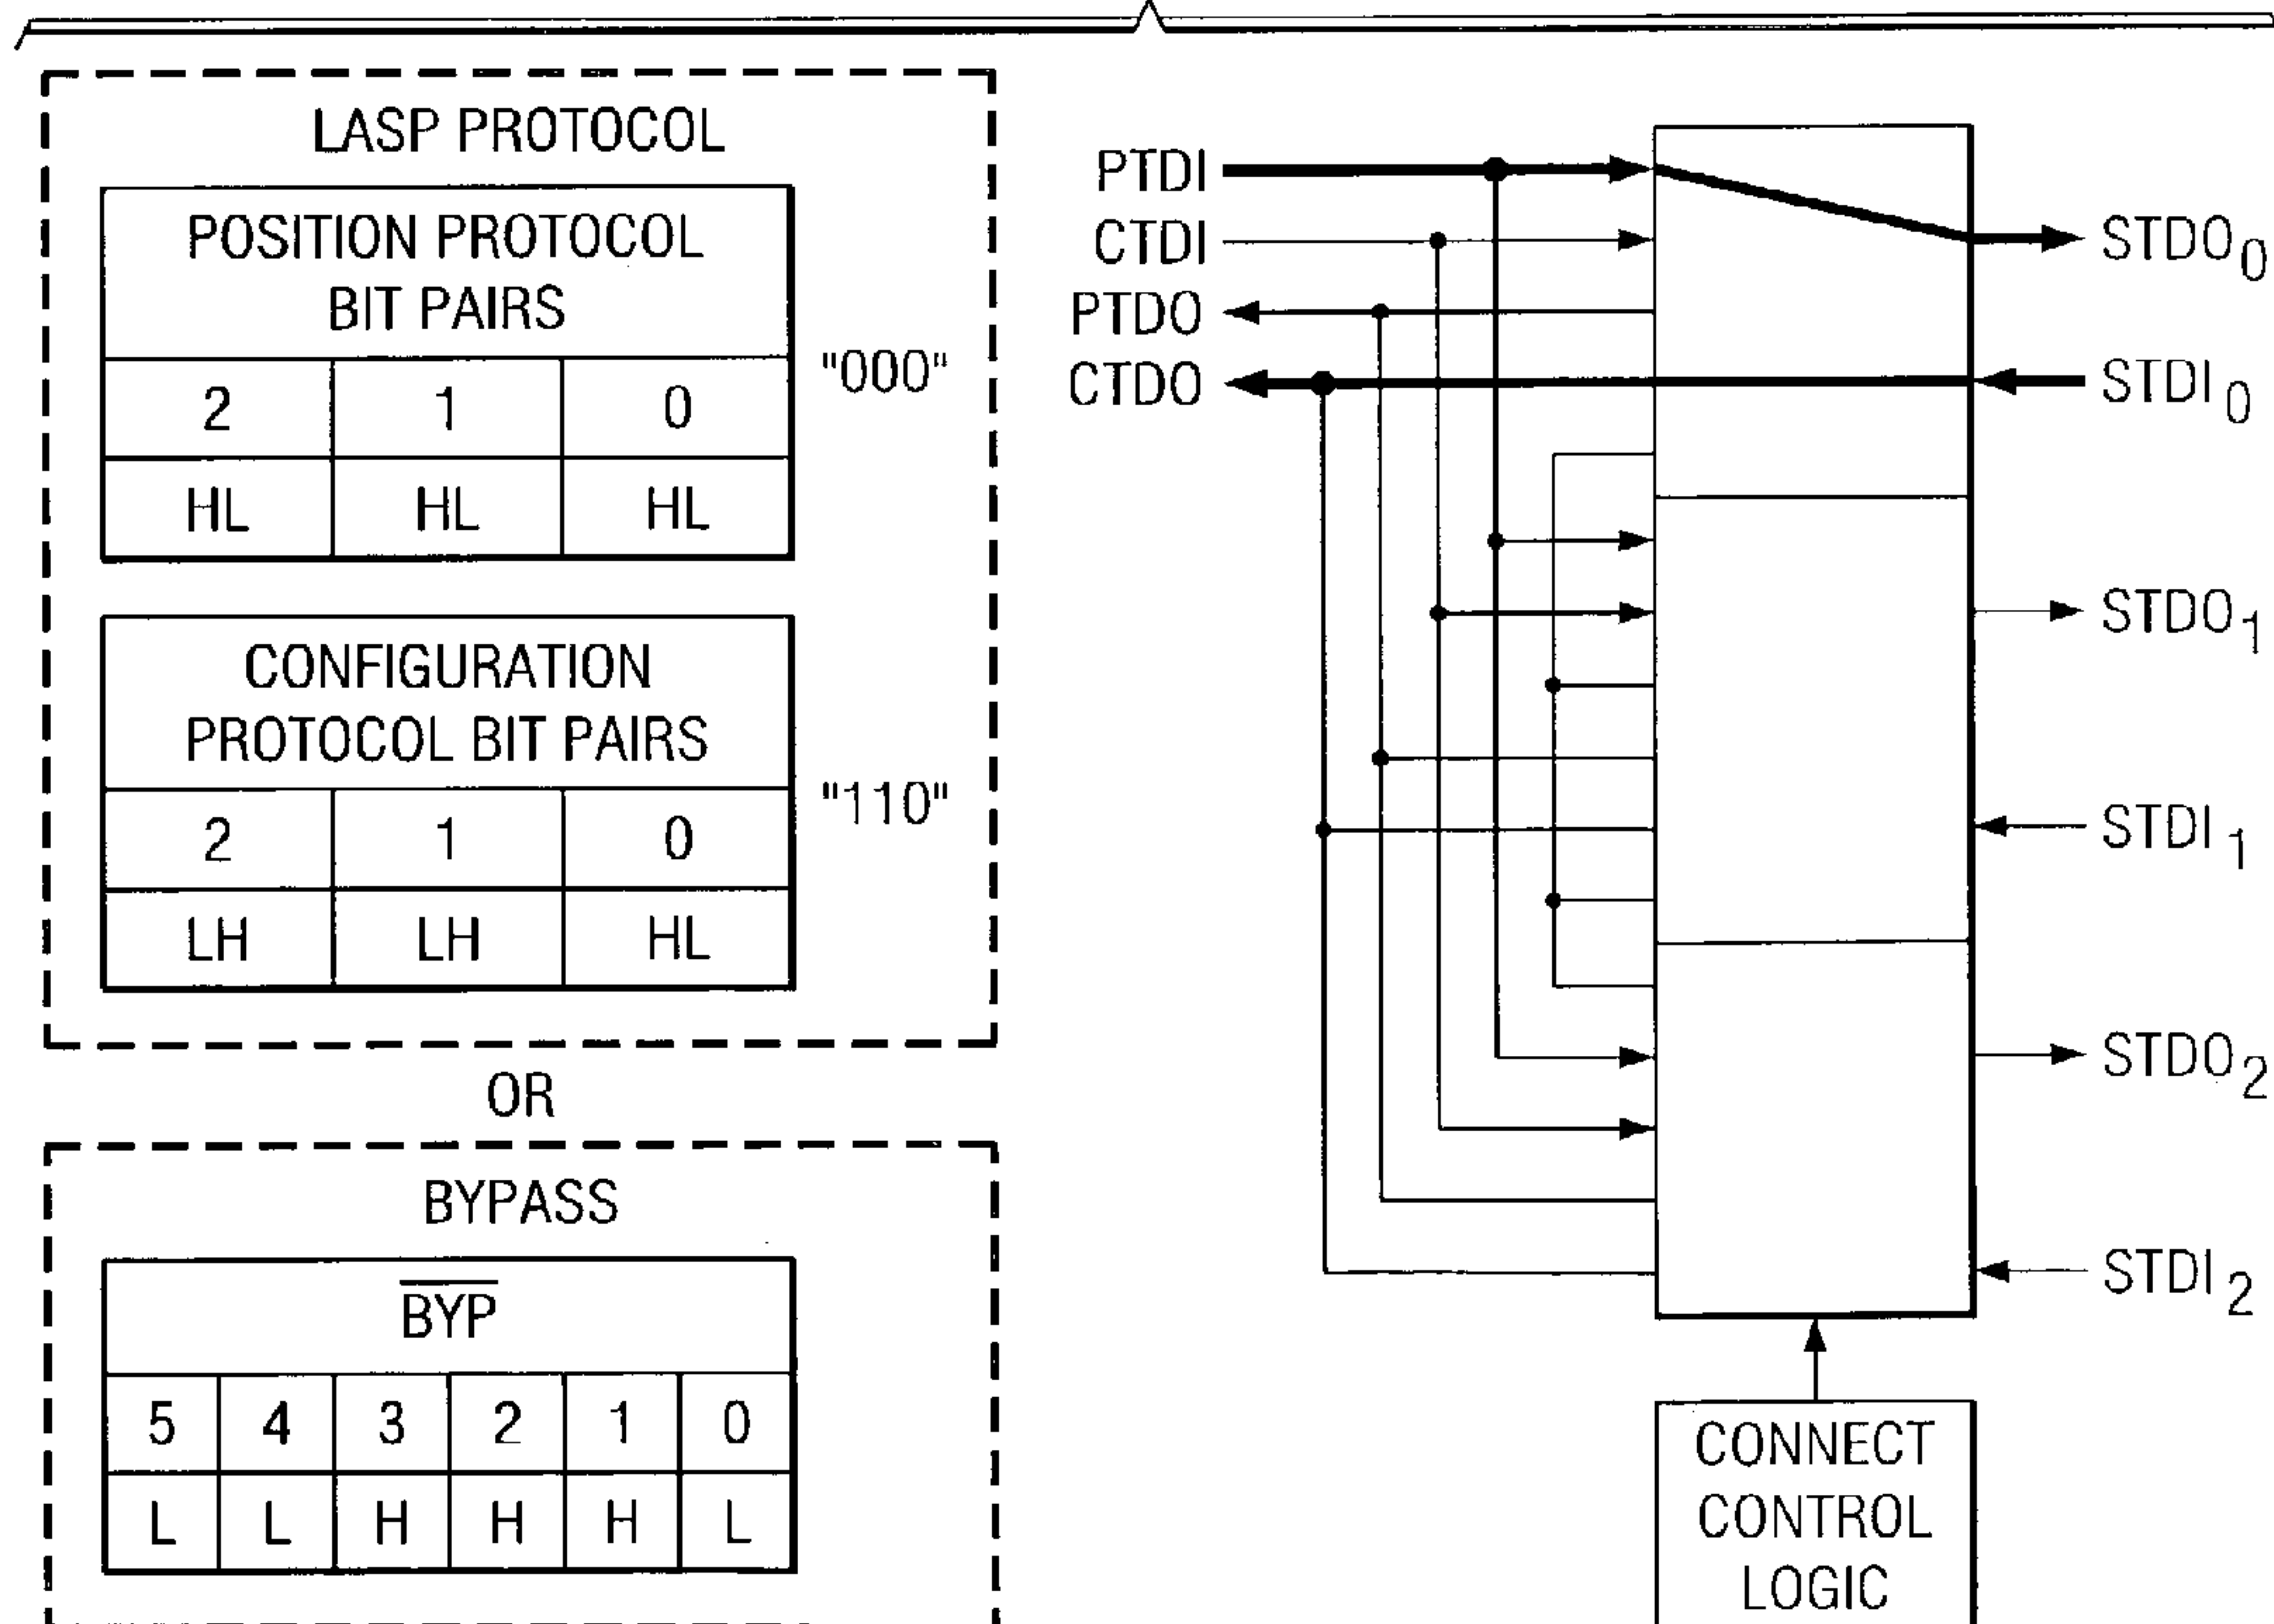 LASP PROTOCOL
POSITION PROTOCOL
BIT PAIRS
2 1 0
HL HL HL
"000"
CONFIGURATION
PROTOCOL BIT PAIRS
2 1 0
LH LH HL
"110"
OR
BYPASS
BYP
5 4 3 2 1 0
L L H H H L
PTDI
CTDI
PTDO
CTDO
STDO0
STDI0
STDO1
STDI1
STDO2
STDI2
CONNECT
CONTROL
LOGIC